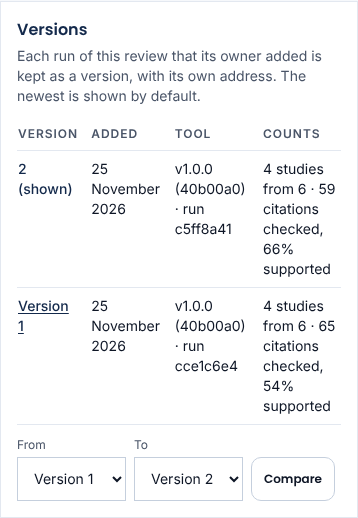 Versions
Each run of this review that its owner added is
kept as a version, with its own address. The
newest is shown by default.
VERSION ADDED TOOL COUNTS
2 25 v1.0.0 4 studies
(shown) November (40b00a0) from 6 · 59
2026 · run citations
c5ff8a41 checked,
66%
supported
Version 25 v1.0.0 4 studies
1 November (40b00a0) from 6 · 65
2026 · run citations
cce1c6e4 checked,
54%
supported
From To
Version 1 Version 2 Compare